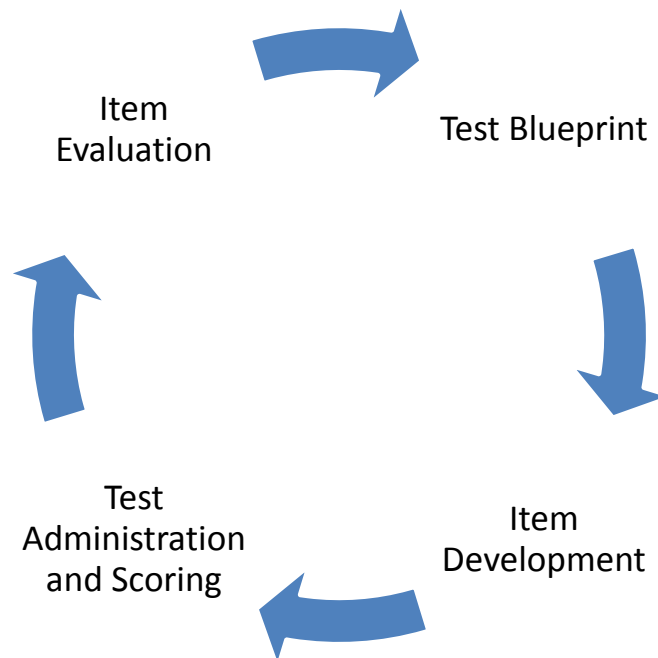 Item
Evaluation
Test Blueprint
Item
Development
Test
Administration
and Scoring